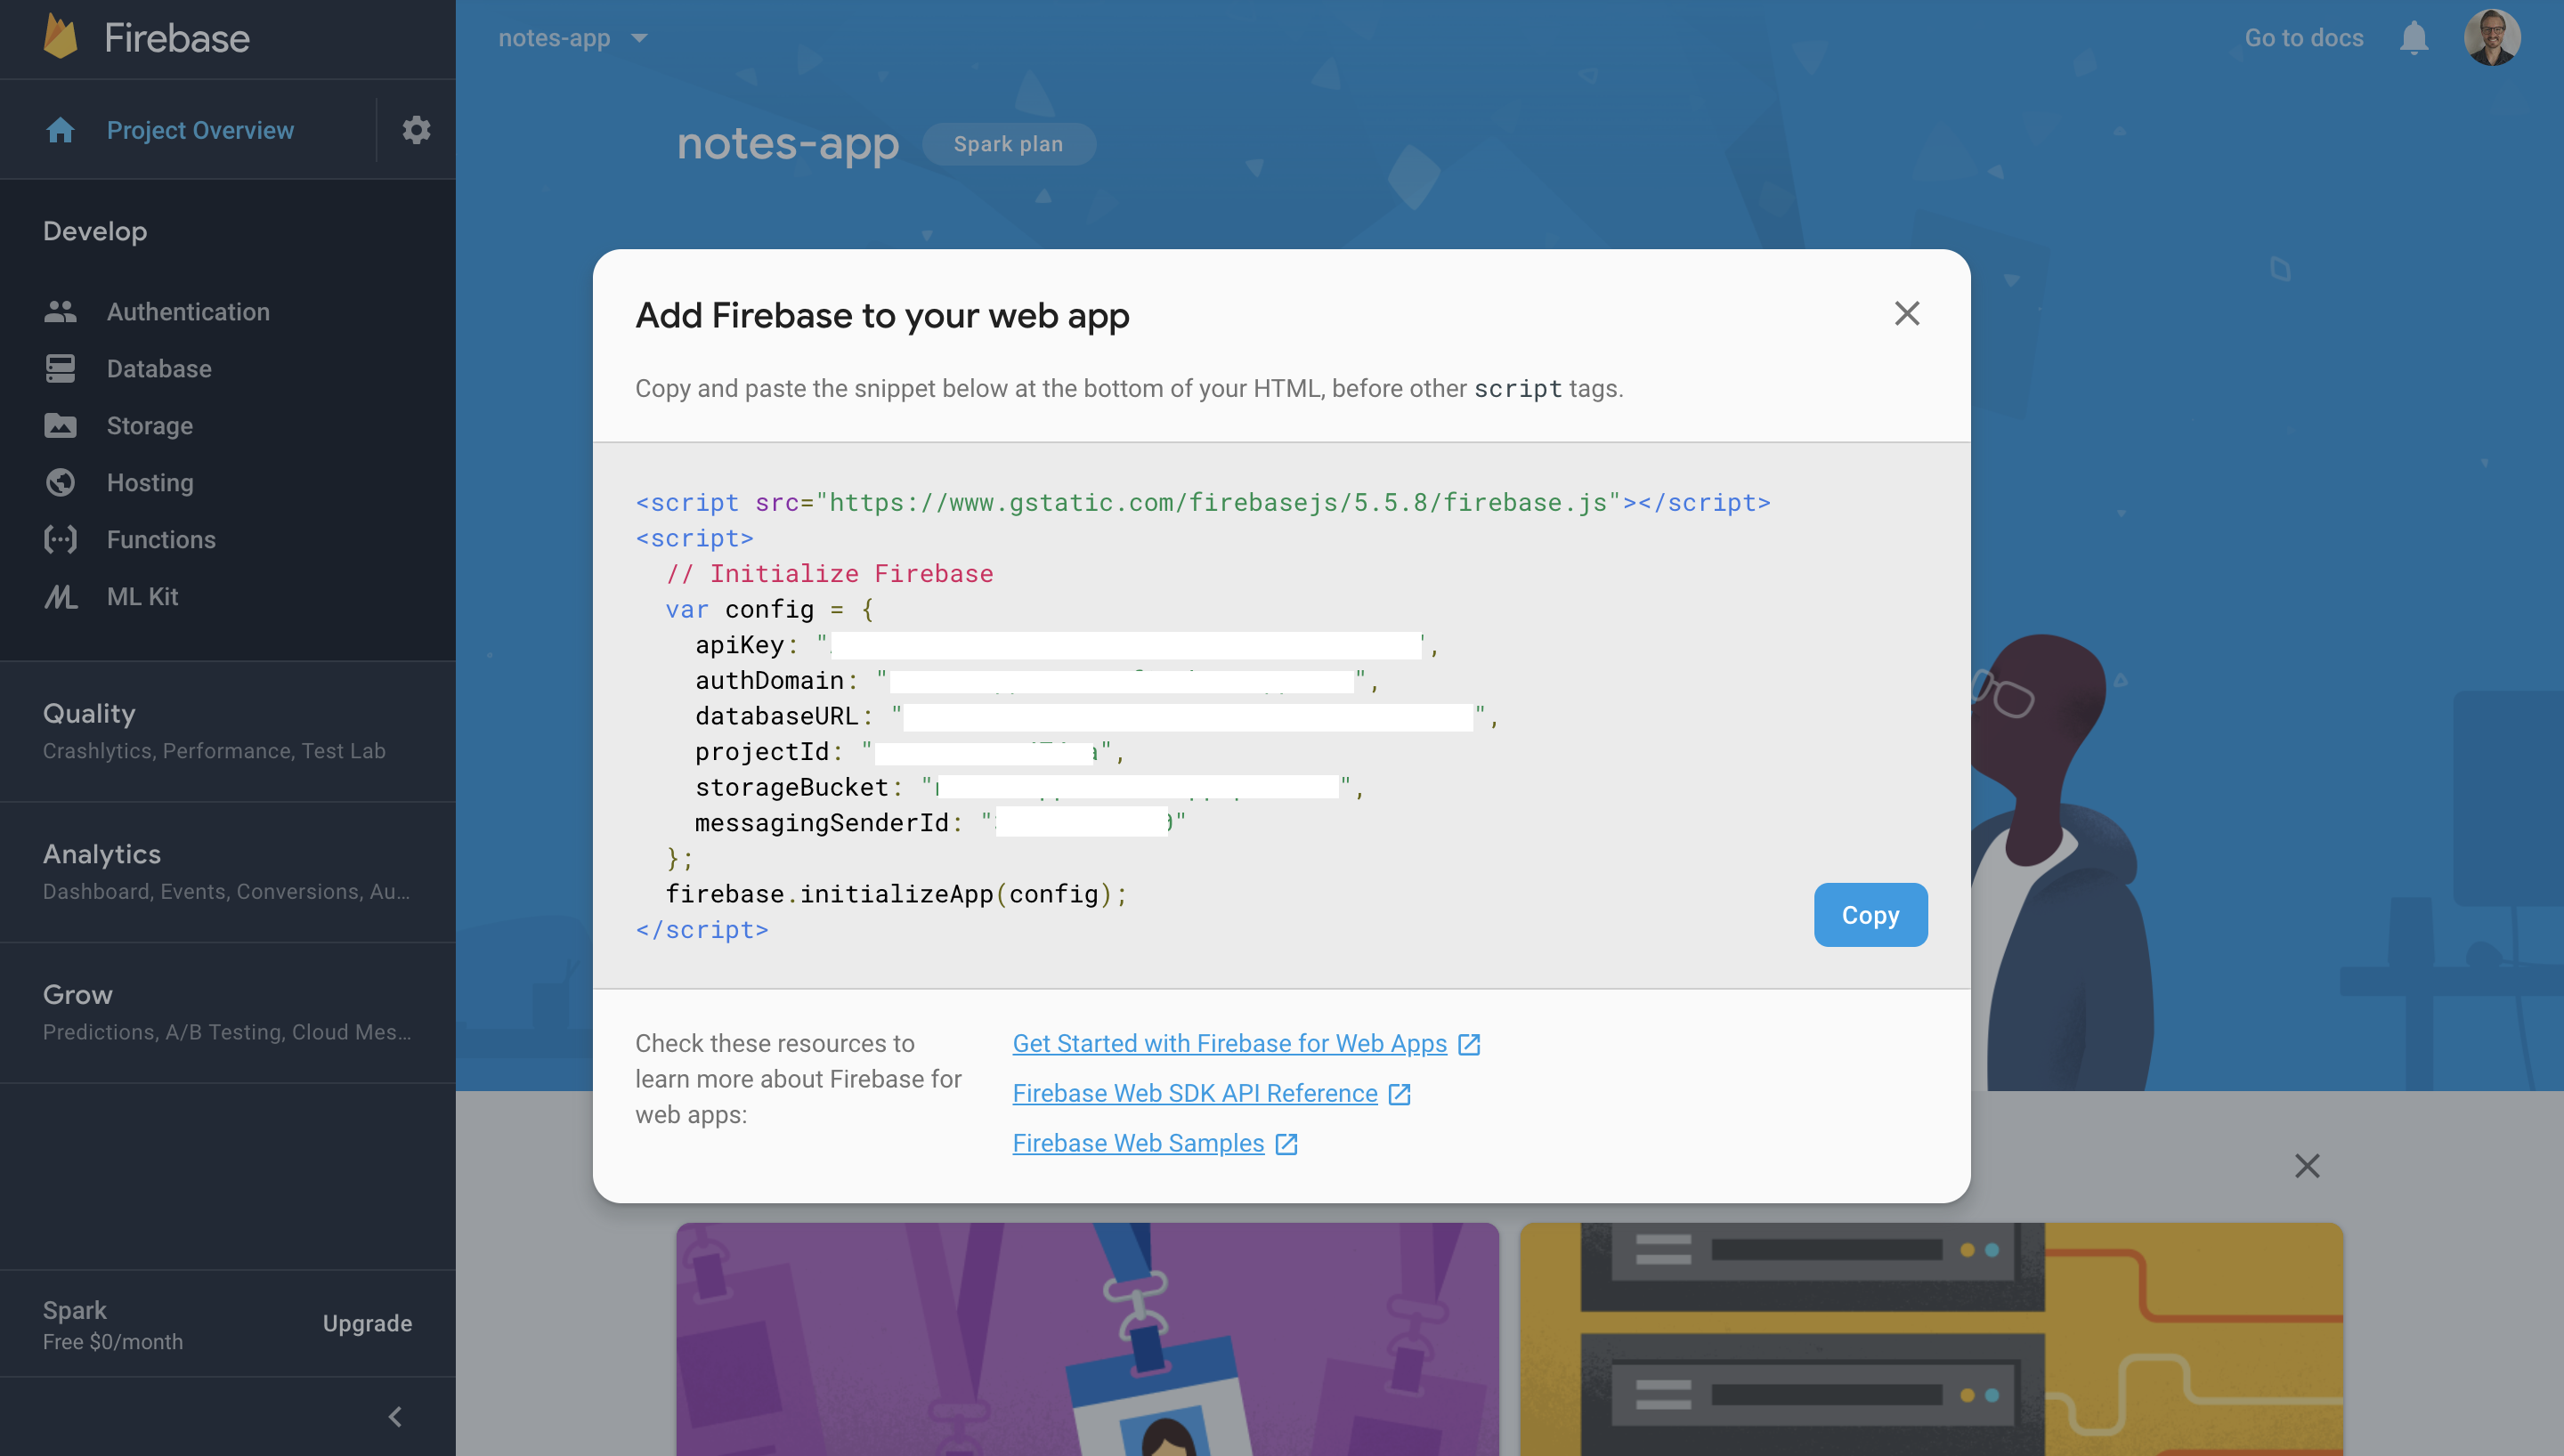 Firebase
Project Overview
Develop
Authentication
Database
Storage
Hosting
Functions
ML Kit
Quality
Crashlytics, Performance, Test Lab
Analytics
Dashboard, Events, Conversions, Au...
Grow
Predictions, A/B Testing, Cloud Mes...
Spark
Free $0/month
Upgrade
notes-app
Go to docs
notes-app
Spark plan
Add Firebase to your web app
Copy and paste the snippet below at the bottom of your HTML, before other script tags.
<script src="https://www.gstatic.com/firebasejs/5.5.8/firebase.js"></script>
<script>
// Initialize Firebase
var config = {
apiKey: "",
authDomain: "",
databaseURL: "",
projectId: "",
storageBucket: "",
messagingSenderId: ""
};
firebase.initializeApp(config);
</script>
Copy
Check these resources to
learn more about Firebase for
web apps:
Get Started with Firebase for Web Apps
Firebase Web SDK API Reference
Firebase Web Samples